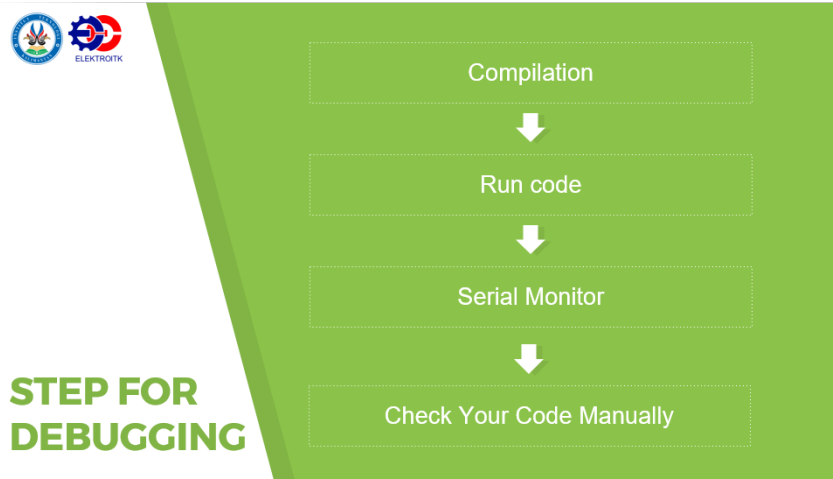 ELEKTROITK
Compilation
Run code
Serial Monitor
Check Your Code Manually
STEP FOR
DEBUGGING